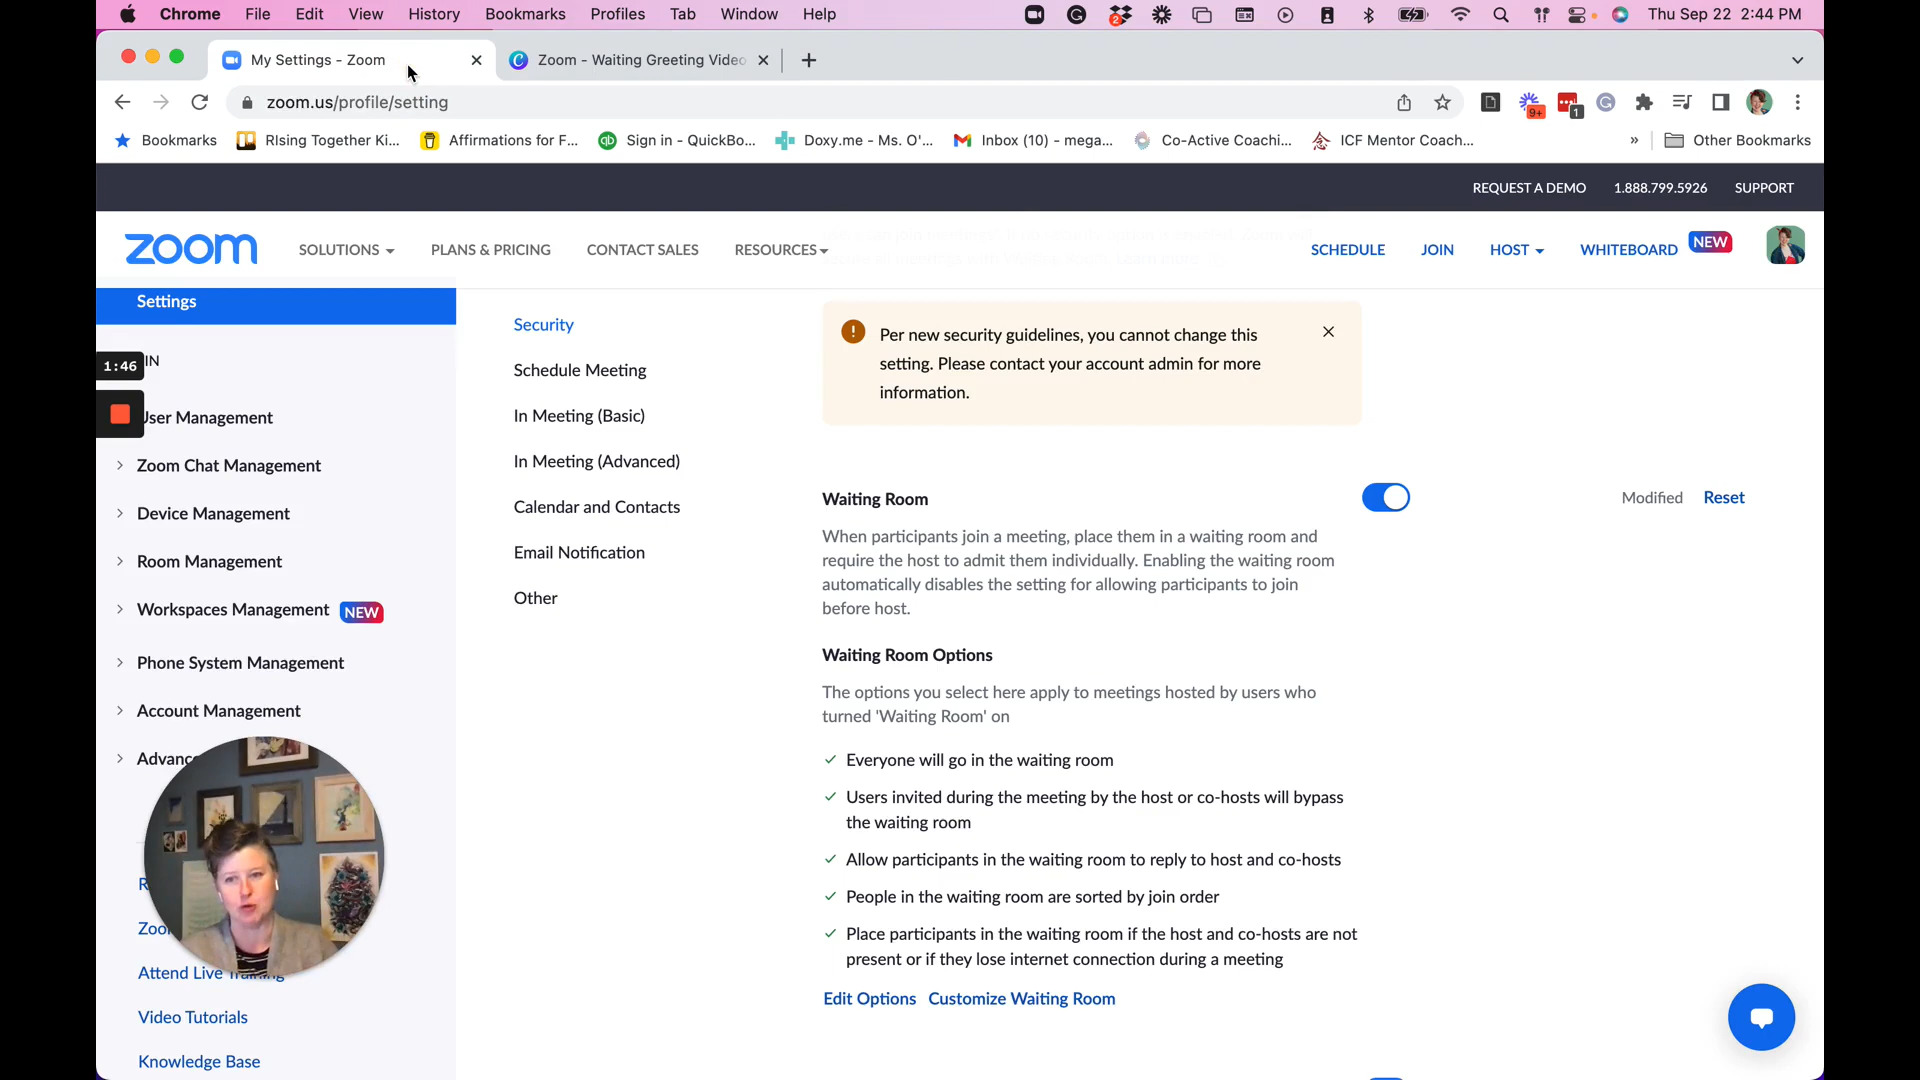 Chrome File Edit View History Bookmarks Profiles Tab Window Help 2 Thu Sep 22 2:44 PM
My Settings - Zoom Zoom - Waiting Greeting Video
zoom.us/profile/setting 9+ 1
Bookmarks RIsing Together Ki... Affirmations for F... Sign in - QuickBo... Doxy.me - Ms. O'... Inbox (10) - mega... Co-Active Coachi... ICF Mentor Coach... » Other Bookmarks
REQUEST A DEMO 1.888.799.5926 SUPPORT
zoom SOLUTIONS PLANS & PRICING CONTACT SALES RESOURCES SCHEDULE JOIN HOST WHITEBOARD NEW
Settings
1:46
IN
User Management
Zoom Chat Management
Device Management
Room Management
Workspaces Management NEW
Phone System Management
Account Management
Advanc
Zoo
Attend Live Training
Video Tutorials
Knowledge Base
Security
Schedule Meeting
In Meeting (Basic)
In Meeting (Advanced)
Calendar and Contacts
Email Notification
Other
Per new security guidelines, you cannot change this
setting. Please contact your account admin for more
information.
Waiting Room Modified Reset
When participants join a meeting, place them in a waiting room and
require the host to admit them individually. Enabling the waiting room
automatically disables the setting for allowing participants to join
before host.
Waiting Room Options
The options you select here apply to meetings hosted by users who
turned 'Waiting Room' on
Everyone will go in the waiting room
Users invited during the meeting by the host or co-hosts will bypass
the waiting room
Allow participants in the waiting room to reply to host and co-hosts
People in the waiting room are sorted by join order
Place participants in the waiting room if the host and co-hosts are not
present or if they lose internet connection during a meeting
Edit Options Customize Waiting Room